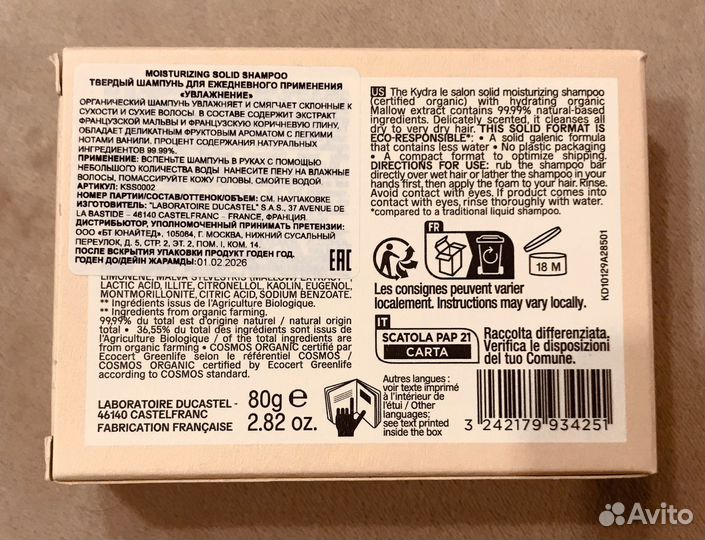 MOISTURIZING SOLID SHAMPOO
ТВЕРДЫЙ ШАМПУНЬ ДЛЯ ЕЖЕДНЕВНОГО ПРИМЕНЕНИЯ
«УВЛАЖНЕНИЕ»
ОРГАНИЧЕСКИЙ ШАМПУНЬ УВЛАЖНЯЕТ И СМЯГЧАЕТ СКЛОННЫЕ К
СУХОСТИ И СУХИЕ ВОЛОСЫ В СОСТАВЕ СОДЕРЖИТ ЭКСТРАКТ
ФРАНЦУЗСКОЙ МАЛЬВЫ И ФРАНЦУЗСКУЮ КОРИЧНЕВУЮ ГЛИНУ,
ОБЛАДАЕТ ДЕЛИКАТНЫМ ФРУКТОВЫМ АРОМАТОМ С ЛЕГКИМИ
НОТАМИ ВАНИЛИ. ПРОЦЕНТ СОДЕРЖАНИЯ НАТУРАЛЬНЫХ
ИНГРЕДИЕНТОВ 99.99%.
ПРИМЕНЕНИЕ: ВСПЕНЬТЕ ШАМПУНЬ В РУКАХ С ПОМОЩЬЮ
НЕБОЛЬШОГО КОЛИЧЕСТВА ВОДЫ НАНЕСИТЕ ПЕНУ НА ВЛАЖНЫЕ
ВОЛОСЫ, ПОМАССИРУЙТЕ КОЖУ ГОЛОВЫ, СМОЙТЕ ВОДОЙ.
АРТИКУЛ: KSS0002
НОМЕР ПАРТИИ/СОСТАВ/ОТТЕНОК/ОБЪЕМ: СМ. НАУПАКОВКЕ
ИЗГОТОВИТЕЛЬ: "LABORATOIRE DUCASTEL" S.A.S., 37 AVENUE DE
LA BASTIDE – 46140 CASTELFRANC – FRANCE, ФРАНЦИЯ.
ДИСТРИБЬЮТОР, УПОЛНОМОЧЕННЫЙ ПРИНИМАТЬ ПРЕТЕНЗИИ:
ООО «БТ ЮНАЙТЕД», 105064, Г. МОСКВА, НИЖНИЙ СУСАЛЬНЫЙ
ПЕРЕУЛОК, Д. 5, СТР. 2, ЭТ. 2, ПОМ. I, КОМ. 14.
ПОСЛЕ ВСКРЫТИЯ УПАКОВКИ ПРОДУКТ ГОДЕН ГОД.
ГОДЕН ДО/ДЕЙІН ЖАРАМДЫ: 01.02 2026
EAC
LIMONENE, MALVA SYLVESTRIS (MALLOW) EXTRACT*,
LACTIC ACID, ILLITE, CITRONELLOL, KAOLIN, EUGENOL,
MONTMORILLONITE, CITRIC ACID, SODIUM BENZOATE.
** Ingrédients issus de l'Agriculture Biologique.
** Ingredients from organic farming.
99,99% du total est d'origine naturel / natural origin
total • 36,55% du total des ingrédients sont issus de
l'Agriculture Biologique / of the total ingredients are
from organic farming • COSMOS ORGANIC certifié par
Ecocert Greenlife selon le référentiel COSMOS /
COSMOS ORGANIC certified by Ecocert Greenlife
according to COSMOS standard.
LABORATOIRE DUCASTEL -
46140 CASTELFRANC
FABRICATION FRANÇAISE
80g e
2.82 oz.
US The Kydra le salon solid moisturizing shampoo
(certified organic) with hydrating organic
Mallow extract contains 99.99% natural-based
ingredients. Delicately scented, it cleanses all
dry to very dry hair. THIS SOLID FORMAT IS
ECO-RESPONSIBLE*: • A solid galenic formula
that contains less water • No plastic packaging
• A compact format to optimize shipping.
DIRECTIONS FOR USE: rub the shampoo bar
directly over wet hair or lather the shampoo in your
hands first, then apply the foam to your hair. Rinse.
Avoid contact with eyes. If product comes into
contact with eyes, rinse thoroughly with water.
*compared to a traditional liquid shampoo.
FR
18 M
KD10129A28501
Les consignes peuvent varier
localement. Instructions may vary locally.
IT
SCATOLA PAP 21
CARTA
Raccolta differenziata.
Verifica le disposizioni
del tuo Comune.
Autres langues :
voir texte imprimé
à l'intérieur de
l'étui / Other
languages:
see text printed
inside the box
3 242179 934251
Avito